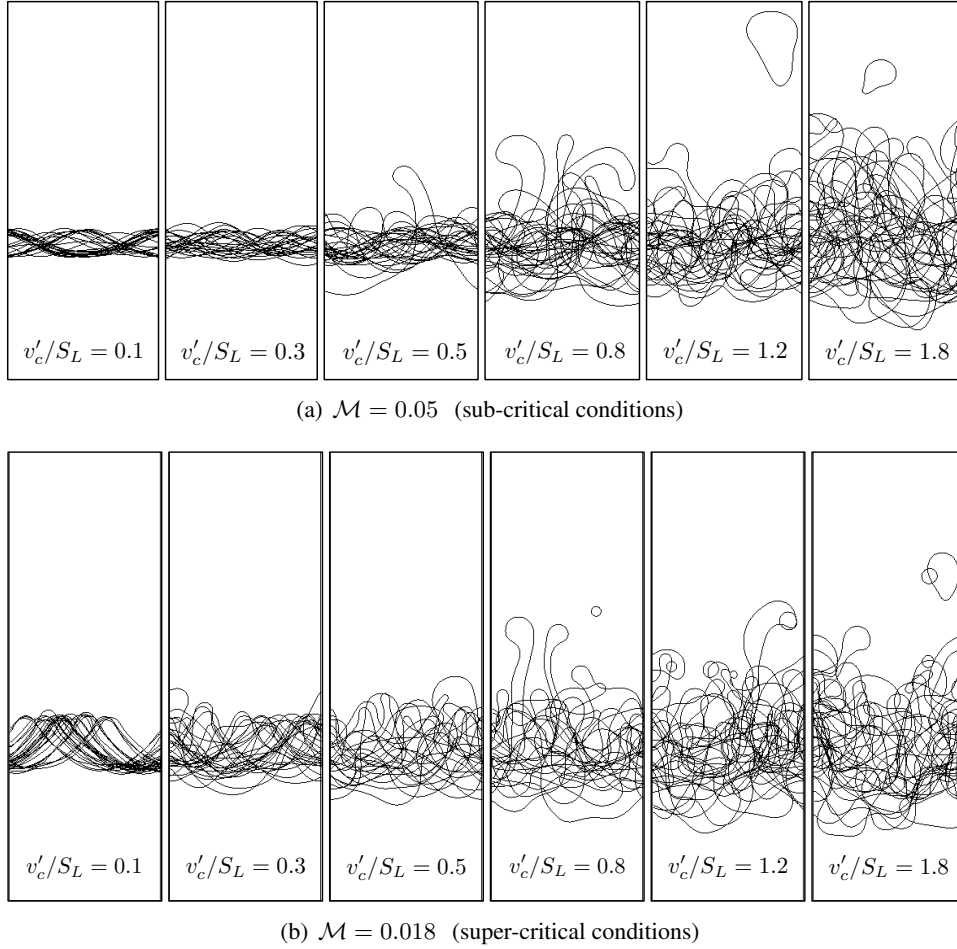 v′_c/S_L = 0.1 v′_c/S_L = 0.3 v′_c/S_L = 0.5 v′_c/S_L = 0.8 v′_c/S_L = 1.2 v′_c/S_L = 1.8
(a) ℳ = 0.05 (sub-critical conditions)
v′_c/S_L = 0.1 v′_c/S_L = 0.3 v′_c/S_L = 0.5 v′_c/S_L = 0.8 v′_c/S_L = 1.2 v′_c/S_L = 1.8
(b) ℳ = 0.018 (super-critical conditions)